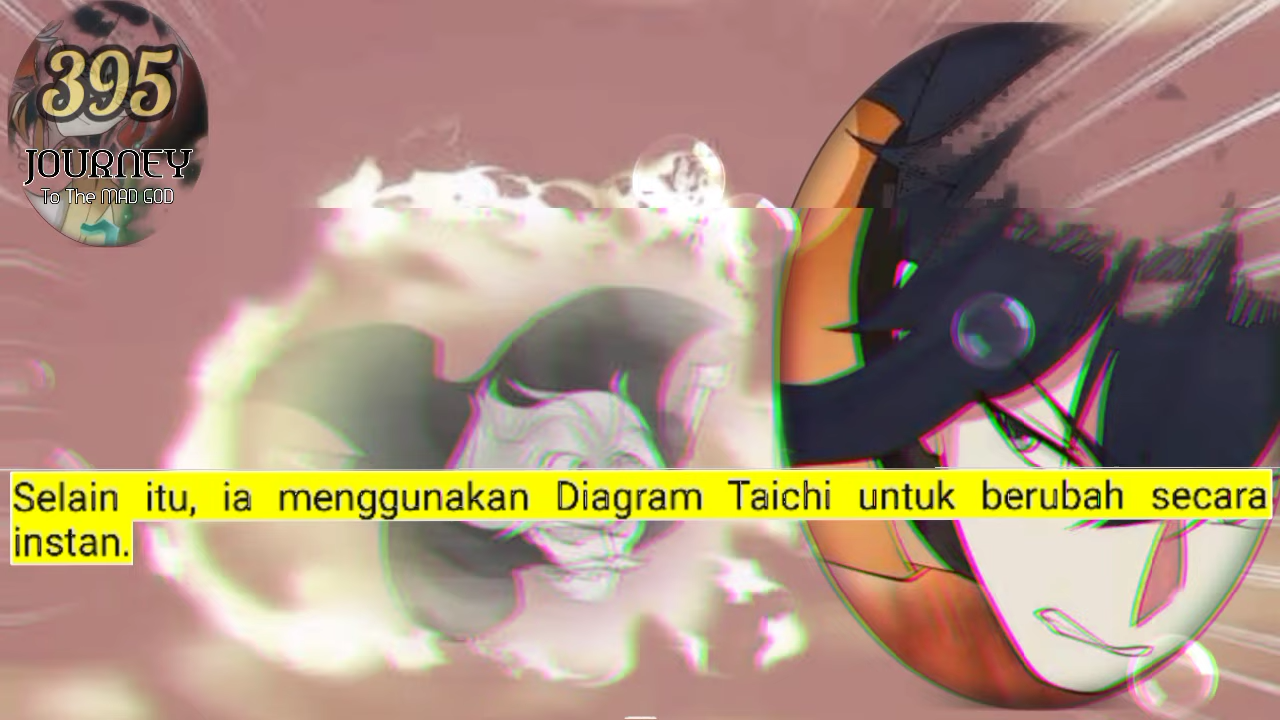 395
JOURNEY
To The MAD GOD
Selain itu, ia menggunakan Diagram Taichi untuk berubah secara
instan.